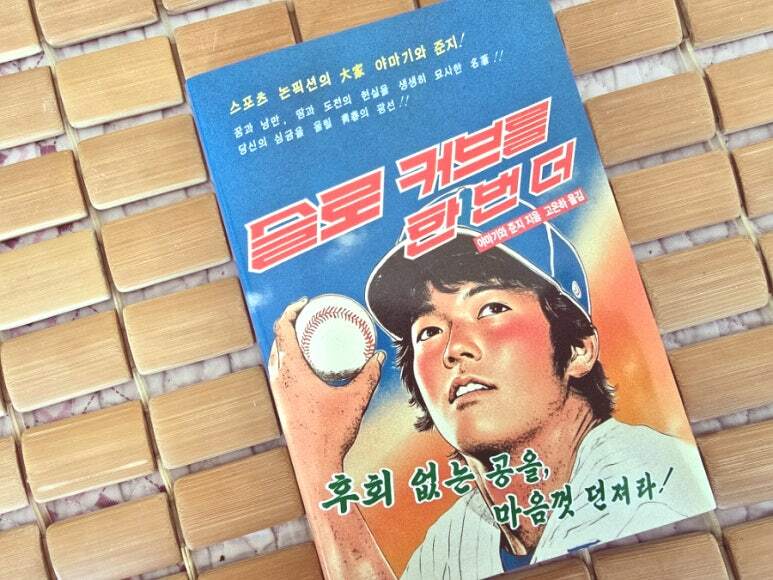 스포츠 논픽션의 大家 야마기와 준지!
꿈과 낭만, 땀과 도전의 현실을 생생히 묘사한 名著!!
당신의 심금을 울릴 靑春의 광선!!
슬로 커브를
한 번 더
야마기와 준지 지음 고은하 옮김
후회 없는 공을,
마음껏 던져라!